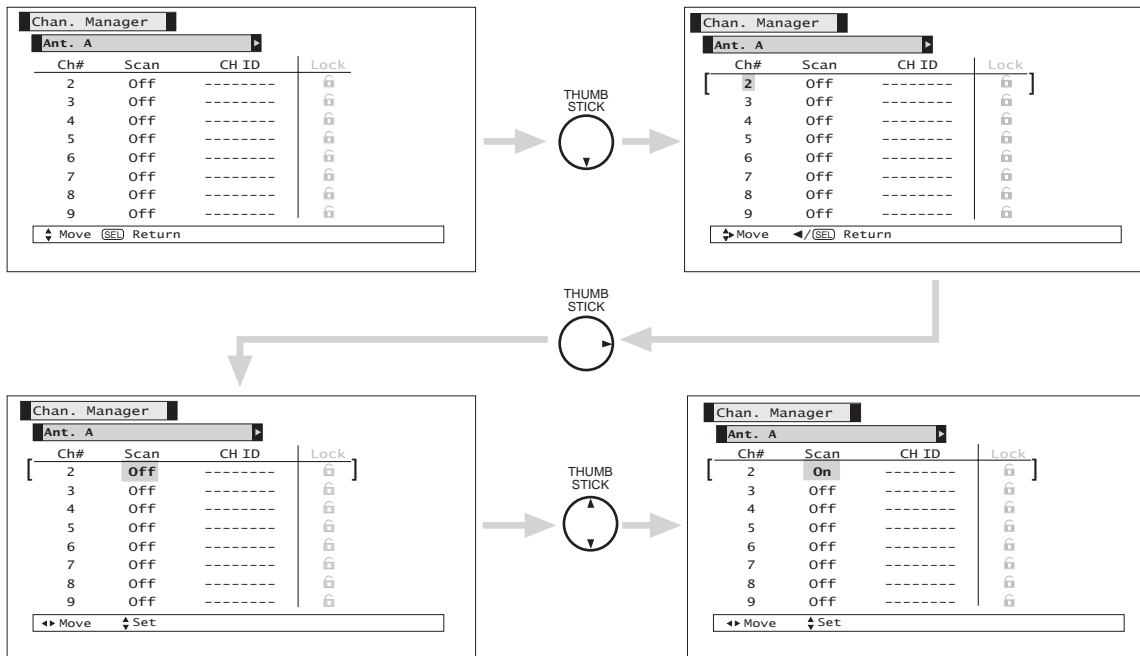 Chan. Manager
Ant. A
Ch# Scan CH ID Lock
2 Off --------
3 Off --------
4 Off --------
5 Off --------
6 Off --------
7 Off --------
8 Off --------
9 Off --------
Move SEL Return
THUMB
STICK
Chan. Manager
Ant. A
Ch# Scan CH ID Lock
[ 2 Off -------- ]
3 Off --------
4 Off --------
5 Off --------
6 Off --------
7 Off --------
8 Off --------
9 Off --------
Move ◄/SEL Return
THUMB
STICK
Chan. Manager
Ant. A
Ch# Scan CH ID Lock
[ 2 Off -------- ]
3 Off --------
4 Off --------
5 Off --------
6 Off --------
7 Off --------
8 Off --------
9 Off --------
Move Set
THUMB
STICK
Chan. Manager
Ant. A
Ch# Scan CH ID Lock
[ 2 On -------- ]
3 Off --------
4 Off --------
5 Off --------
6 Off --------
7 Off --------
8 Off --------
9 Off --------
Move Set